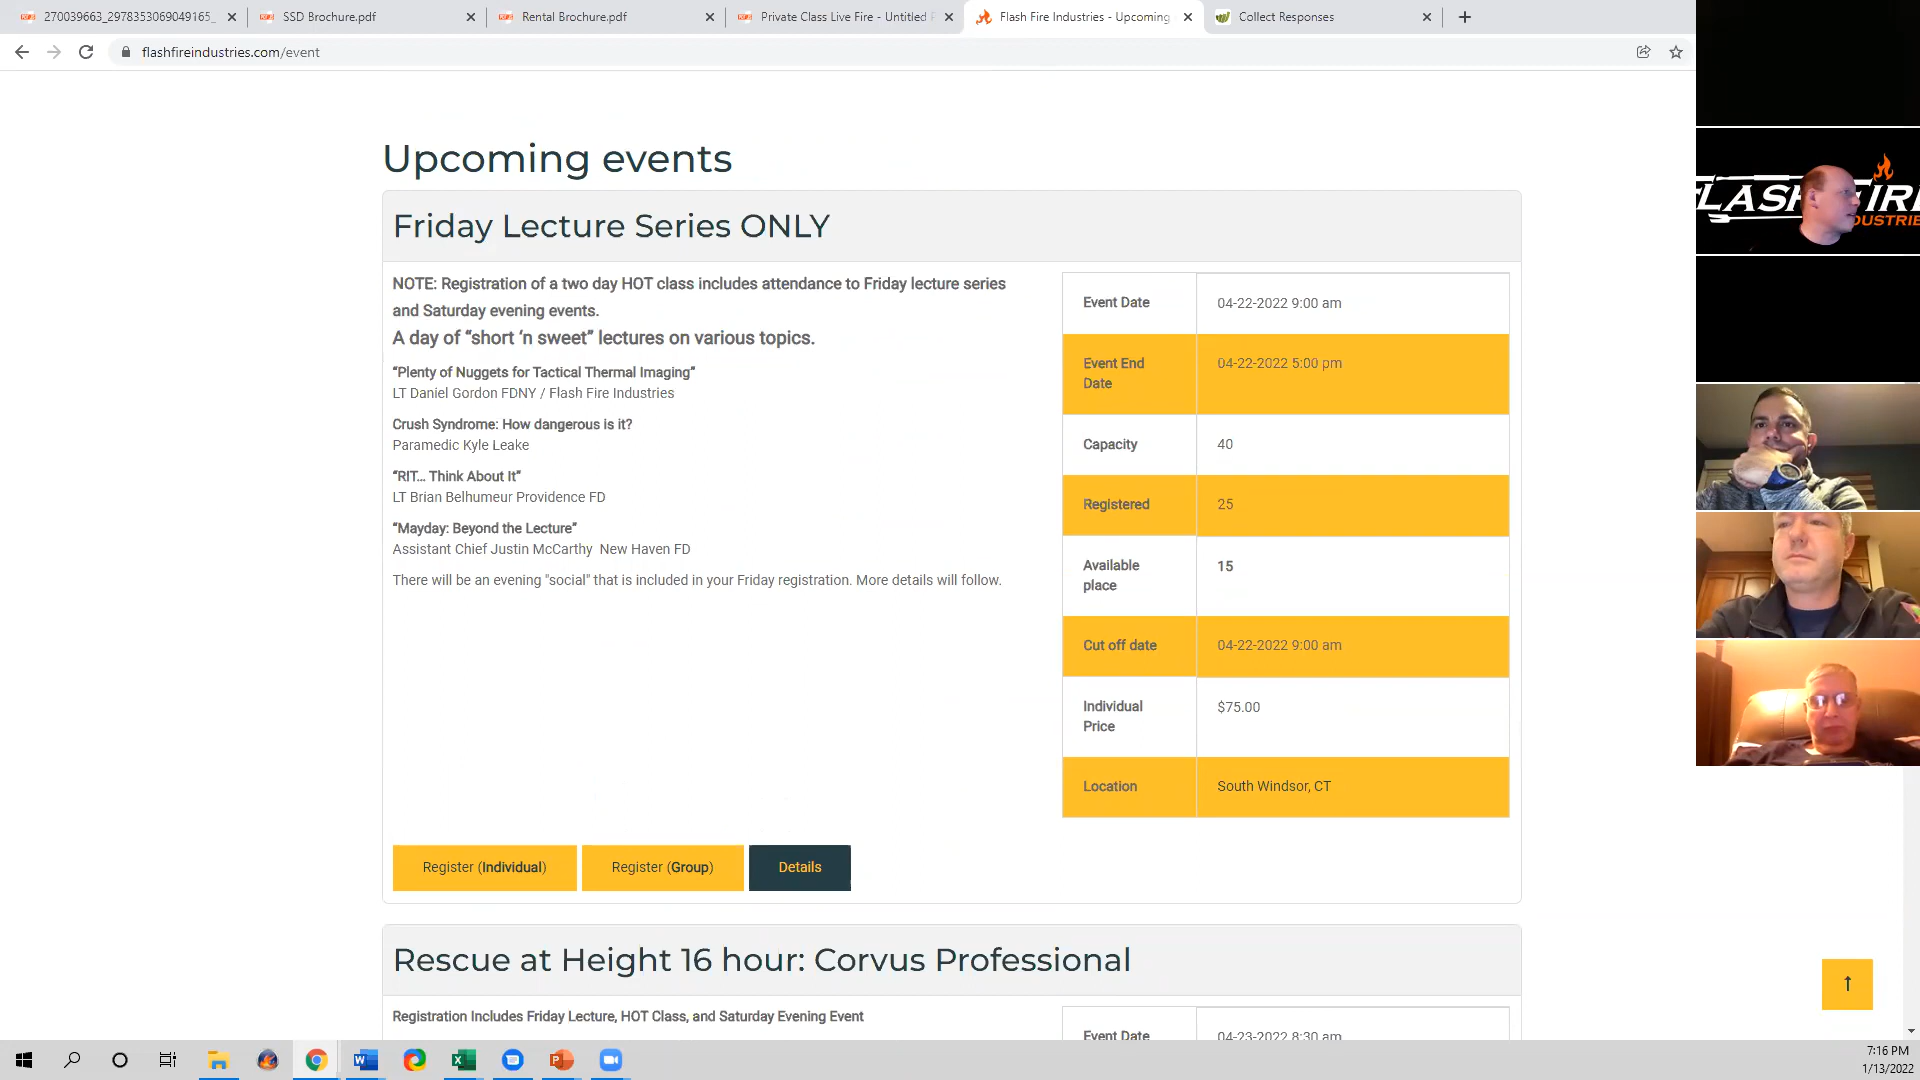 270039663_2978353069049165_
SSD Brochure.pdf
Rental Brochure.pdf
Private Class Live Fire - Untitled
Flash Fire Industries - Upcoming
Collect Responses
flashfireindustries.com/event
Upcoming events
Friday Lecture Series ONLY
NOTE: Registration of a two day HOT class includes attendance to Friday lecture series
and Saturday evening events.
A day of “short ‘n sweet” lectures on various topics.
“Plenty of Nuggets for Tactical Thermal Imaging”
LT Daniel Gordon FDNY / Flash Fire Industries
Crush Syndrome: How dangerous is it?
Paramedic Kyle Leake
“RIT... Think About It”
LT Brian Belhumeur Providence FD
“Mayday: Beyond the Lecture”
Assistant Chief Justin McCarthy New Haven FD
There will be an evening "social" that is included in your Friday registration. More details will follow.
Event Date 04-22-2022 9:00 am
Event End
Date
04-22-2022 5:00 pm
Capacity 40
Registered 25
Available
place
15
Cut off date 04-22-2022 9:00 am
Individual
Price
$75.00
Location South Windsor, CT
Register (Individual) Register (Group) Details
Rescue at Height 16 hour: Corvus Professional
Registration Includes Friday Lecture, HOT Class, and Saturday Evening Event
Event Date 04-23-2022 8:30 am
LASH FIR
DUSTRIE
7:16 PM
1/13/2022